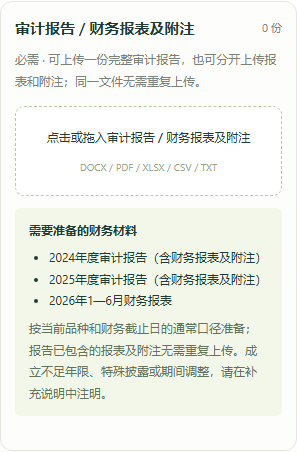 审计报告 / 财务报表及附注 0 份
必需 · 可上传一份完整审计报告，也可分开上传报
表和附注；同一文件无需重复上传。
点击或拖入审计报告 / 财务报表及附注
DOCX / PDF / XLSX / CSV / TXT
需要准备的财务材料
• 2024年度审计报告（含财务报表及附注）
• 2025年度审计报告（含财务报表及附注）
• 2026年1—6月财务报表
按当前品种和财务截止日的通常口径准备；
报告已包含的报表及附注无需重复上传。成
立不足年限、特殊披露或期间调整，请在补
充说明中注明。